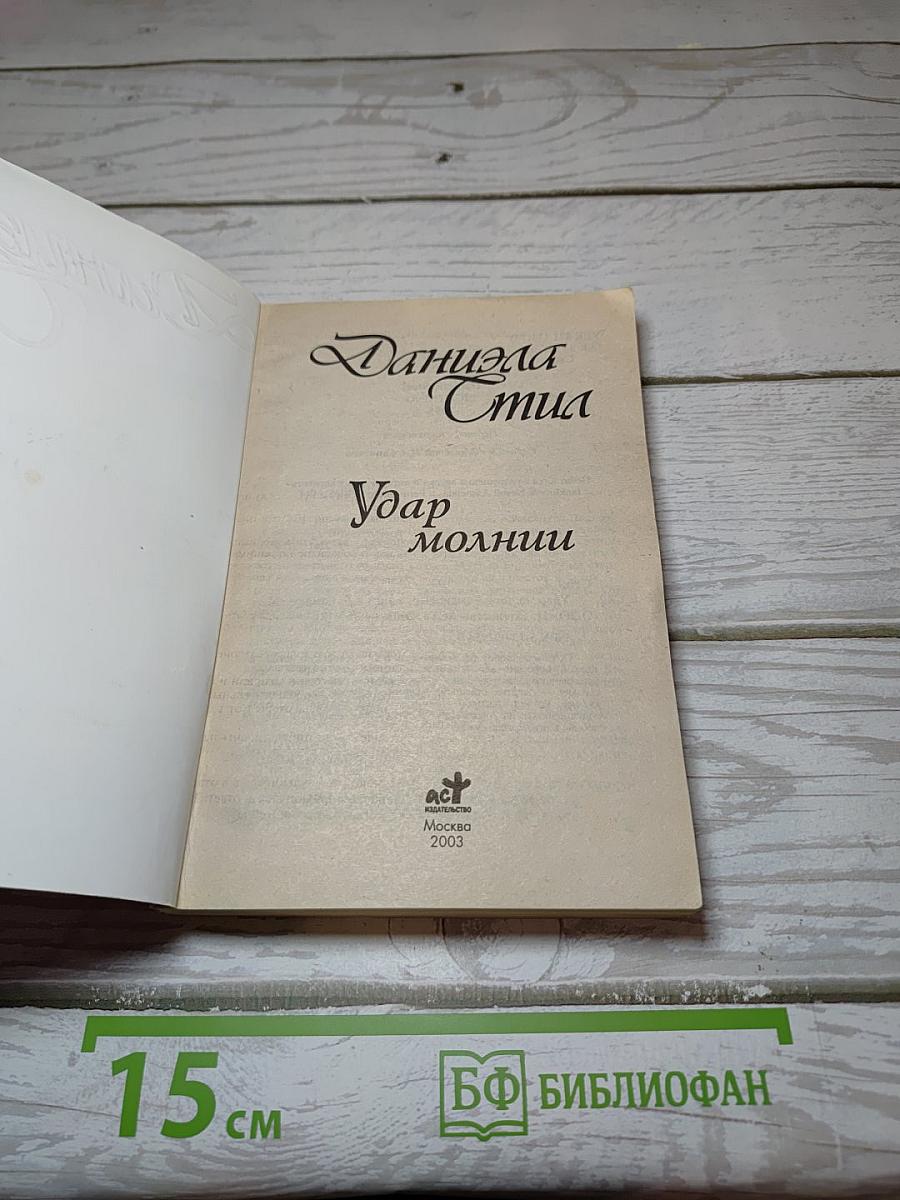 Даниэла
Стил
Удар
молнии
аст
ИЗДАТЕЛЬСТВО
Москва
2003
15 см
БФ БИБЛИОФАН